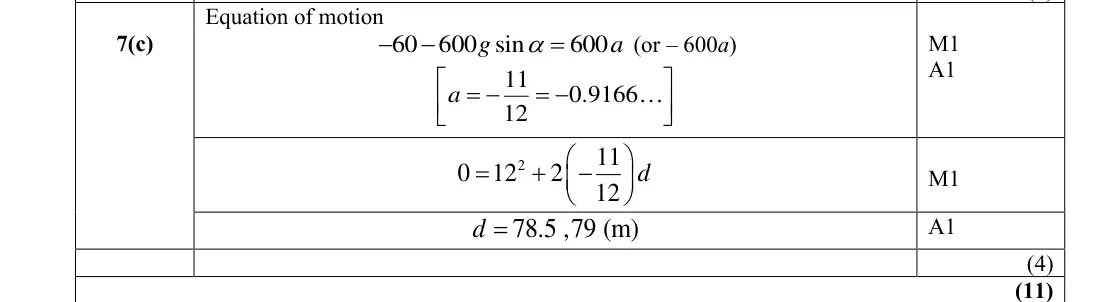 Equation of motion
7(c)
−60 − 600g sin α = 600a (or – 600a)
M1
A1
[a = −11/12 = −0.9166…]
0 = 12² + 2(−11/12)d
M1
d = 78.5 ,79 (m)
A1
(4)
(11)